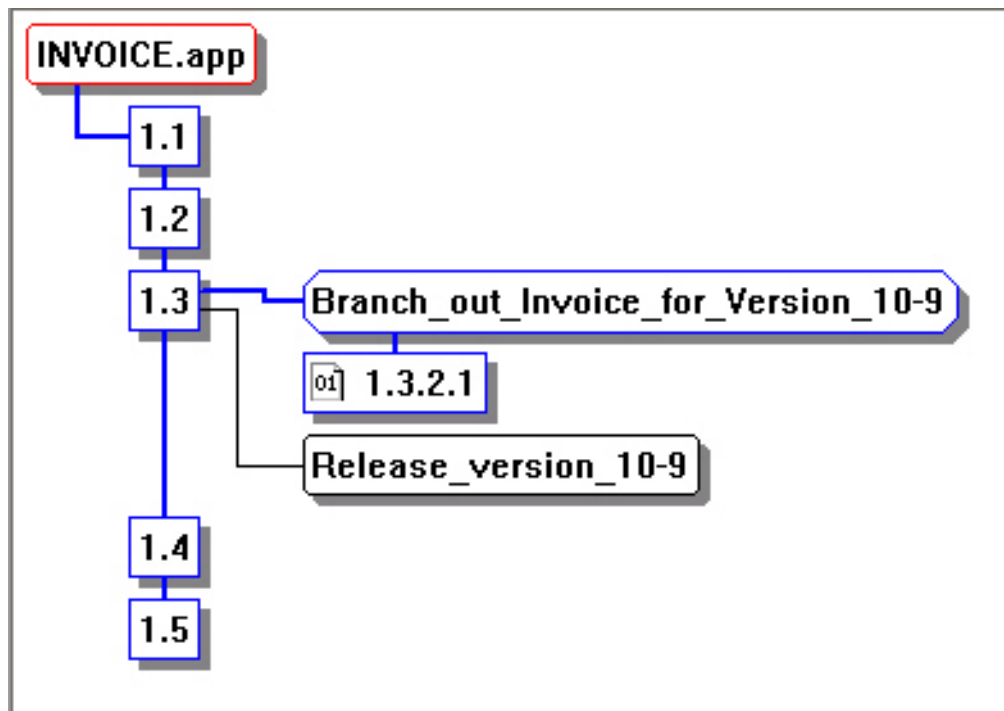 INVOICE.app
1.1
1.2
1.3
Branch_out_Invoice_for_Version_10-9
01 1.3.2.1
Release_version_10-9
1.4
1.5